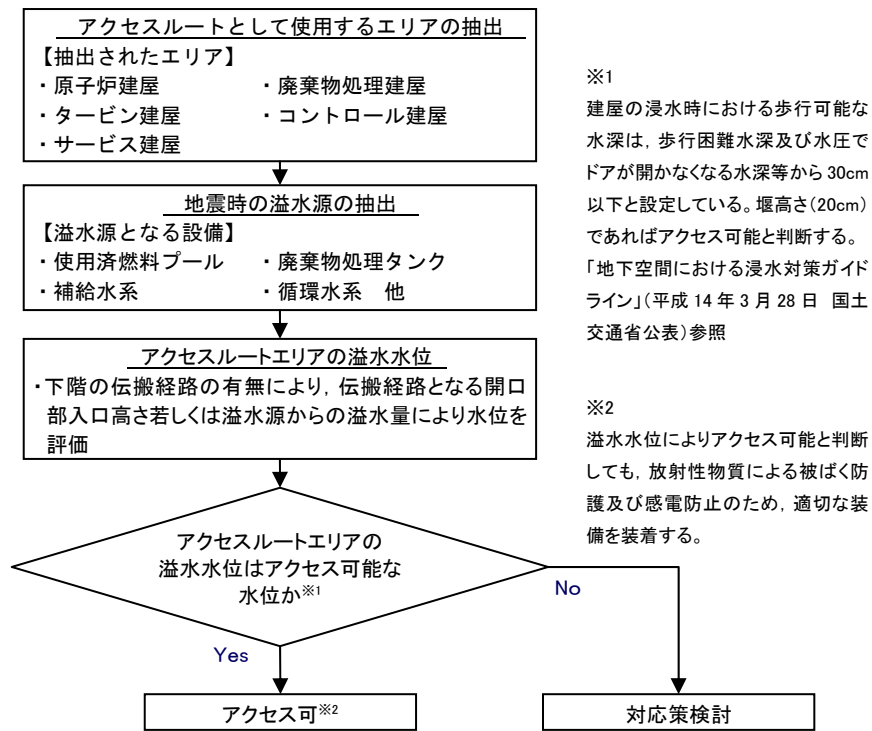 アクセスルートとして使用するエリアの抽出
【抽出されたエリア】
・原子炉建屋　・廃棄物処理建屋
・タービン建屋　・コントロール建屋
・サービス建屋
地震時の溢水源の抽出
【溢水源となる設備】
・使用済燃料プール　・廃棄物処理タンク
・補給水系　・循環水系　他
アクセスルートエリアの溢水水位
・下階の伝搬経路の有無により，伝搬経路となる開口
部入口高さ若しくは溢水源からの溢水量により水位を
評価
アクセスルートエリアの
溢水水位はアクセス可能な
水位か※1
No
Yes
アクセス可※2
対応策検討
※1
建屋の浸水時における歩行可能な
水深は，歩行困難水深及び水圧で
ドアが開かなくなる水深等から 30cm
以下と設定している。堰高さ（20cm）
であればアクセス可能と判断する。
「地下空間における浸水対策ガイド
ライン」（平成 14 年 3 月 28 日　国土
交通省公表）参照
※2
溢水水位によりアクセス可能と判断
しても，放射性物質による被ばく防
護及び感電防止のため，適切な装
備を装着する。